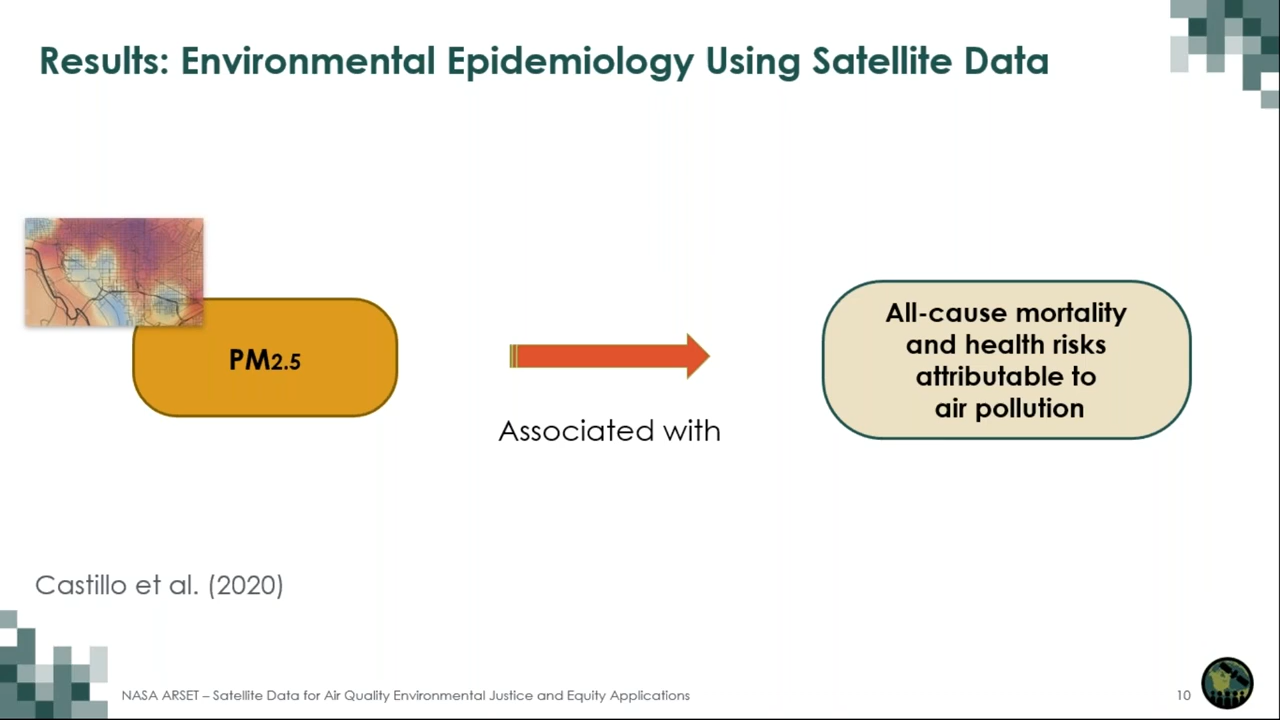 Results: Environmental Epidemiology Using Satellite Data
PM2.5
Associated with
All-cause mortality
and health risks
attributable to
air pollution
Castillo et al. (2020)
NASA ARSET – Satellite Data for Air Quality Environmental Justice and Equity Applications
10